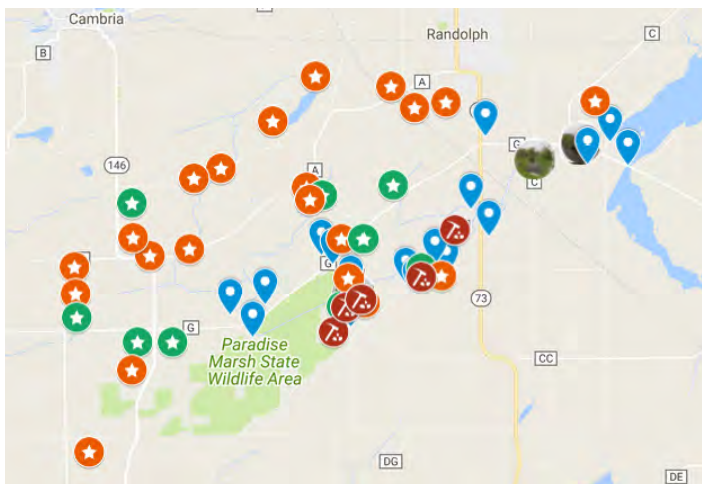 Cambria
Randolph
B
C
A
146
G
C
A
G
73
G
Paradise
Marsh State
Wildlife Area
CC
DG
DE